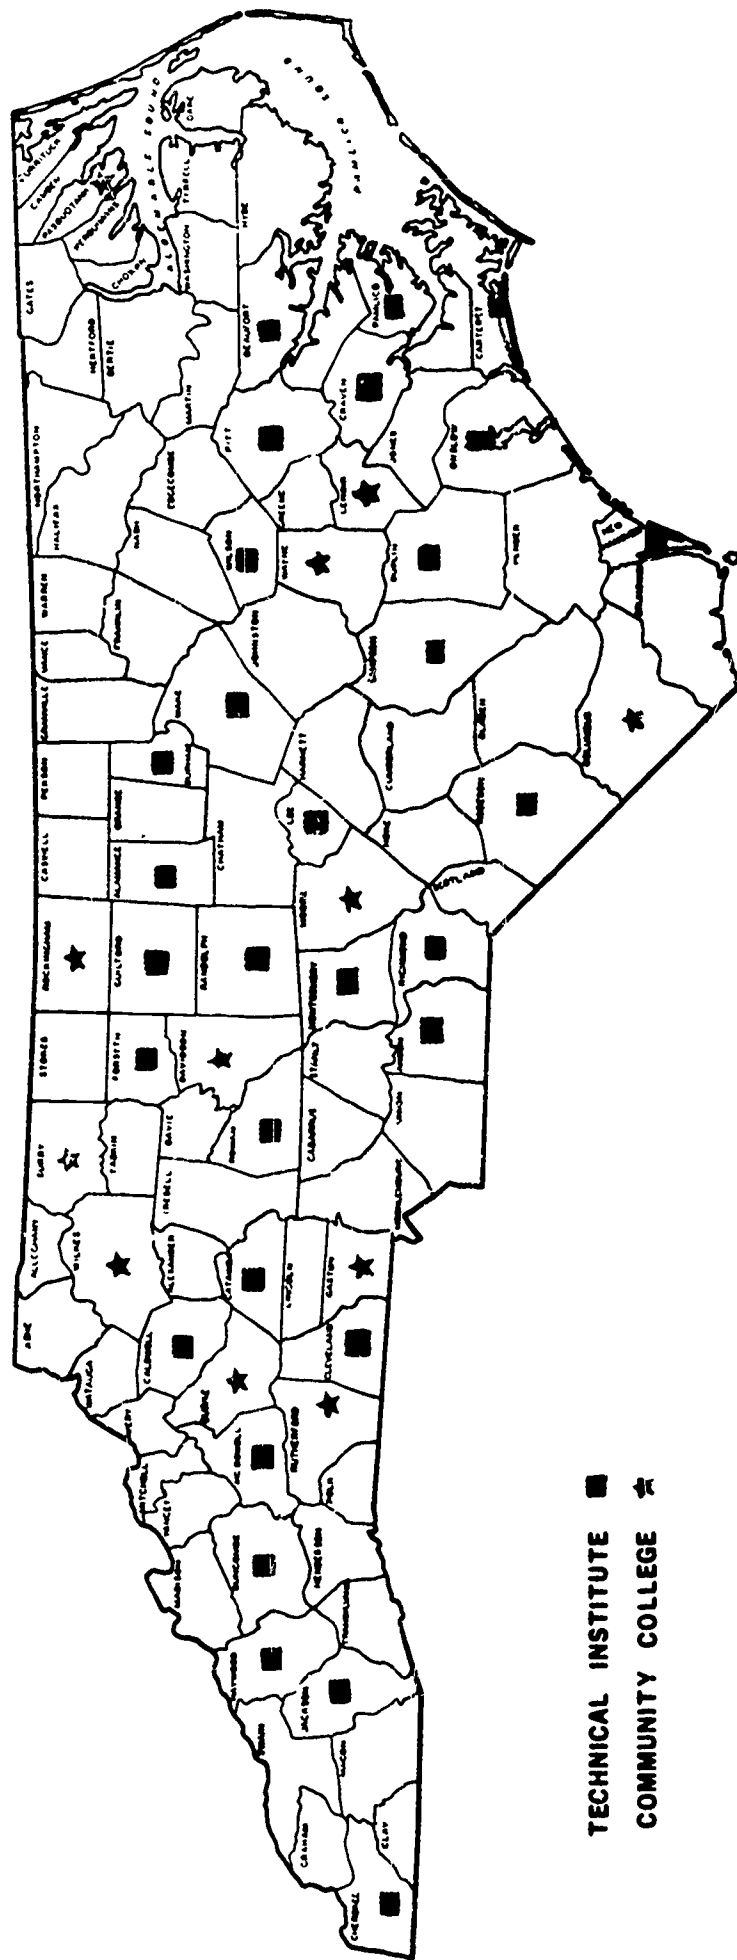 CHEROKEE
GRAHAM
CLAY
MACON
SWAIN
JACKSON
HAYWOOD
TRANSYLVANIA
MADISON
BUNCOMBE
HENDERSON
YANCEY
MITCHELL
MC DOWELL
POLK
RUTHERFORD
AVERY
BURKE
WATAUGA
CALDWELL
CLEVELAND
ASHE
ALLEGHANY
WILKES
ALEXANDER
CATAWBA
LINCOLN
GASTON
SURRY
YADKIN
IREDELL
DAVIE
ROWAN
CABARRUS
MECKLENBURG
UNION
STOKES
FORSYTH
DAVIDSON
STANLY
ANSON
ROCKINGHAM
GUILFORD
RANDOLPH
MONTGOMERY
RICHMOND
CASWELL
ALAMANCE
ORANGE
CHATHAM
MOORE
SCOTLAND
LEE
HOKE
ROBESON
PERSON
DURHAM
WAKE
HARNETT
CUMBERLAND
BLADEN
COLUMBUS
GRANVILLE
VANCE
WARREN
FRANKLIN
JOHNSTON
SAMPSON
NORTHAMPTON
HALIFAX
NASH
WILSON
WAYNE
DUPLIN
PENDER
NEW
EDGECOMBE
GREENE
LENOIR
JONES
ONSLOW
PITT
MARTIN
CRAVEN
PAMLICO
CARTERET
BEAUFORT
HYDE
HERTFORD
BERTIE
GATES
CHOWAN
PERQUIMANS
PASQUOTANK
CAMDEN
CURRITUCK
WASHINGTON
TYRRELL
DARE
ALBEMARLE SOUND
PAMLICO SOUND
TECHNICAL INSTITUTE
COMMUNITY COLLEGE